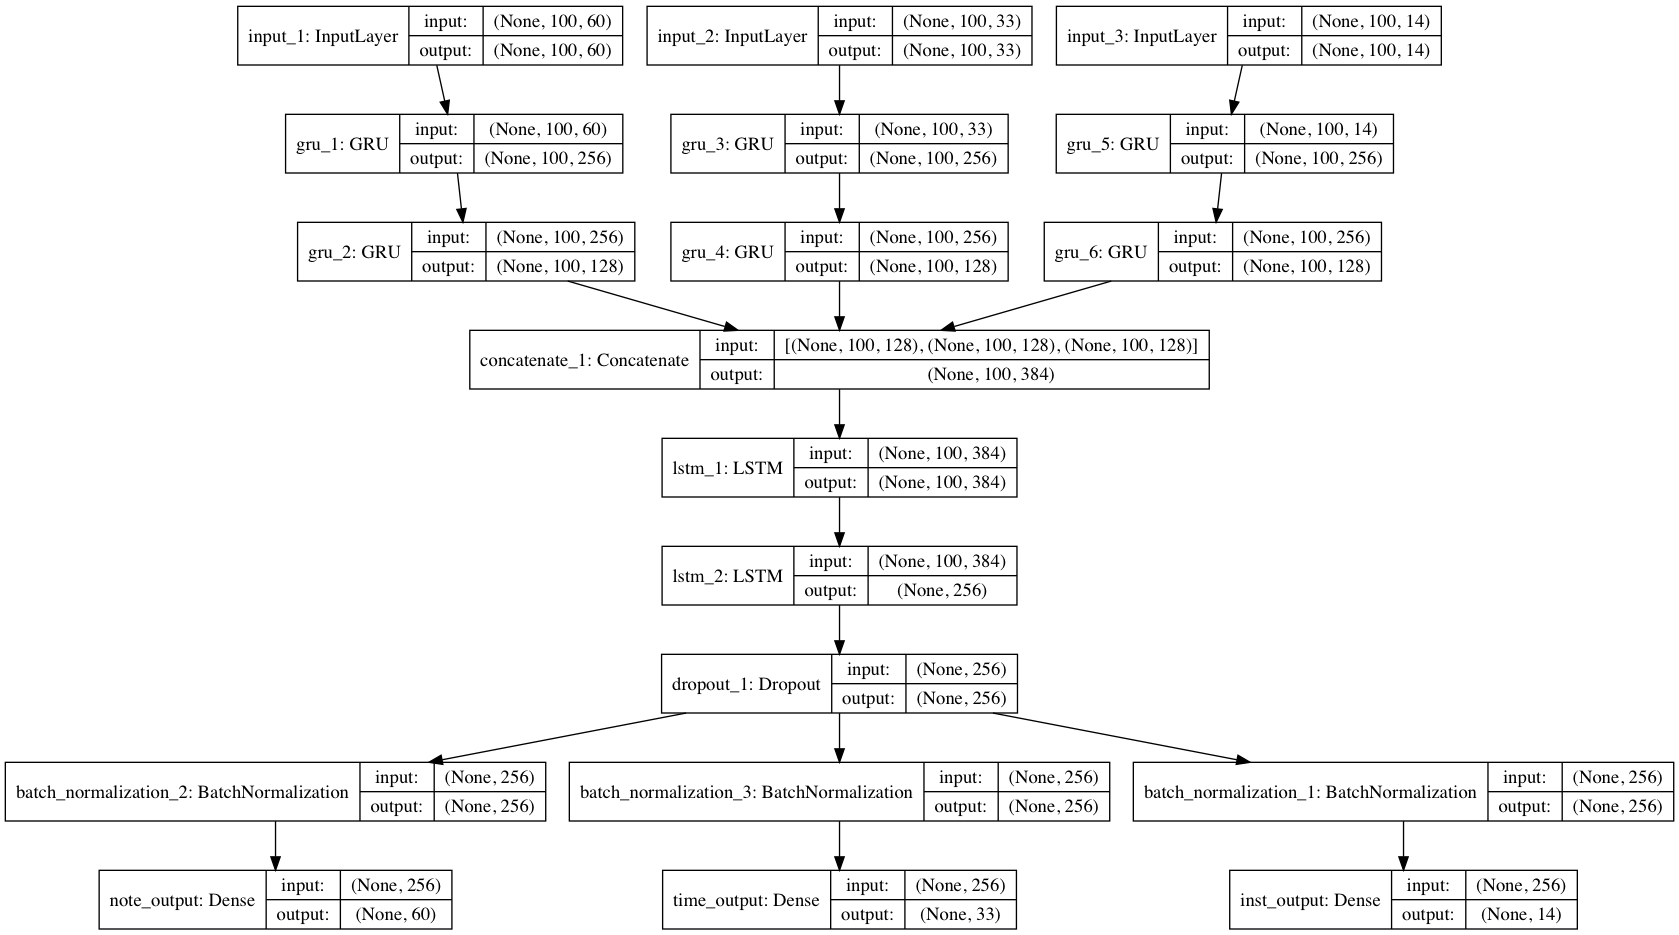 input_1: InputLayer
input: (None, 100, 60)
output: (None, 100, 60)
input_2: InputLayer
input: (None, 100, 33)
output: (None, 100, 33)
input_3: InputLayer
input: (None, 100, 14)
output: (None, 100, 14)
gru_1: GRU
input: (None, 100, 60)
output: (None, 100, 256)
gru_3: GRU
input: (None, 100, 33)
output: (None, 100, 256)
gru_5: GRU
input: (None, 100, 14)
output: (None, 100, 256)
gru_2: GRU
input: (None, 100, 256)
output: (None, 100, 128)
gru_4: GRU
input: (None, 100, 256)
output: (None, 100, 128)
gru_6: GRU
input: (None, 100, 256)
output: (None, 100, 128)
concatenate_1: Concatenate
input: [(None, 100, 128), (None, 100, 128), (None, 100, 128)]
output: (None, 100, 384)
lstm_1: LSTM
input: (None, 100, 384)
output: (None, 100, 384)
lstm_2: LSTM
input: (None, 100, 384)
output: (None, 256)
dropout_1: Dropout
input: (None, 256)
output: (None, 256)
batch_normalization_2: BatchNormalization
input: (None, 256)
output: (None, 256)
batch_normalization_3: BatchNormalization
input: (None, 256)
output: (None, 256)
batch_normalization_1: BatchNormalization
input: (None, 256)
output: (None, 256)
note_output: Dense
input: (None, 256)
output: (None, 60)
time_output: Dense
input: (None, 256)
output: (None, 33)
inst_output: Dense
input: (None, 256)
output: (None, 14)